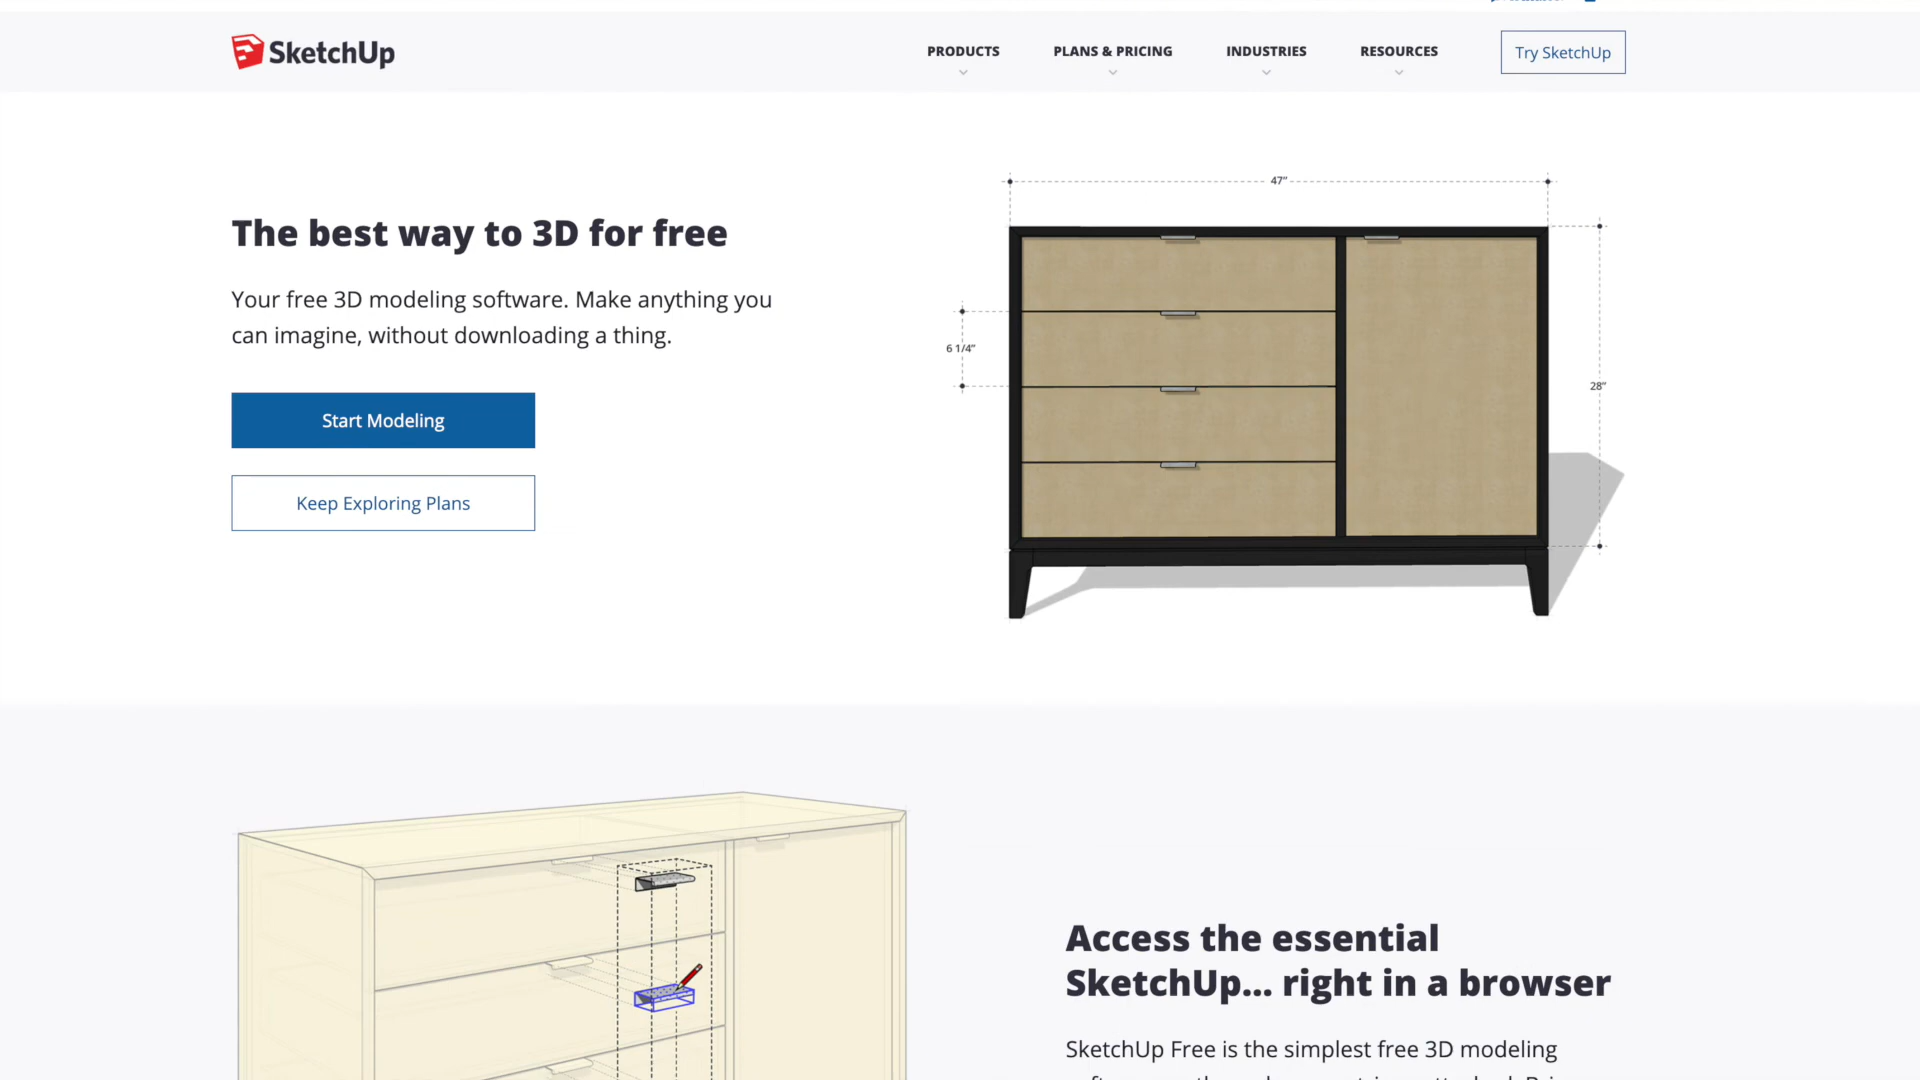 SketchUp
PRODUCTS
PLANS & PRICING
INDUSTRIES
RESOURCES
Try SketchUp
The best way to 3D for free
Your free 3D modeling software. Make anything you
can imagine, without downloading a thing.
Start Modeling
Keep Exploring Plans
47"
6 1/4"
28"
Access the essential
SketchUp... right in a browser
SketchUp Free is the simplest free 3D modeling